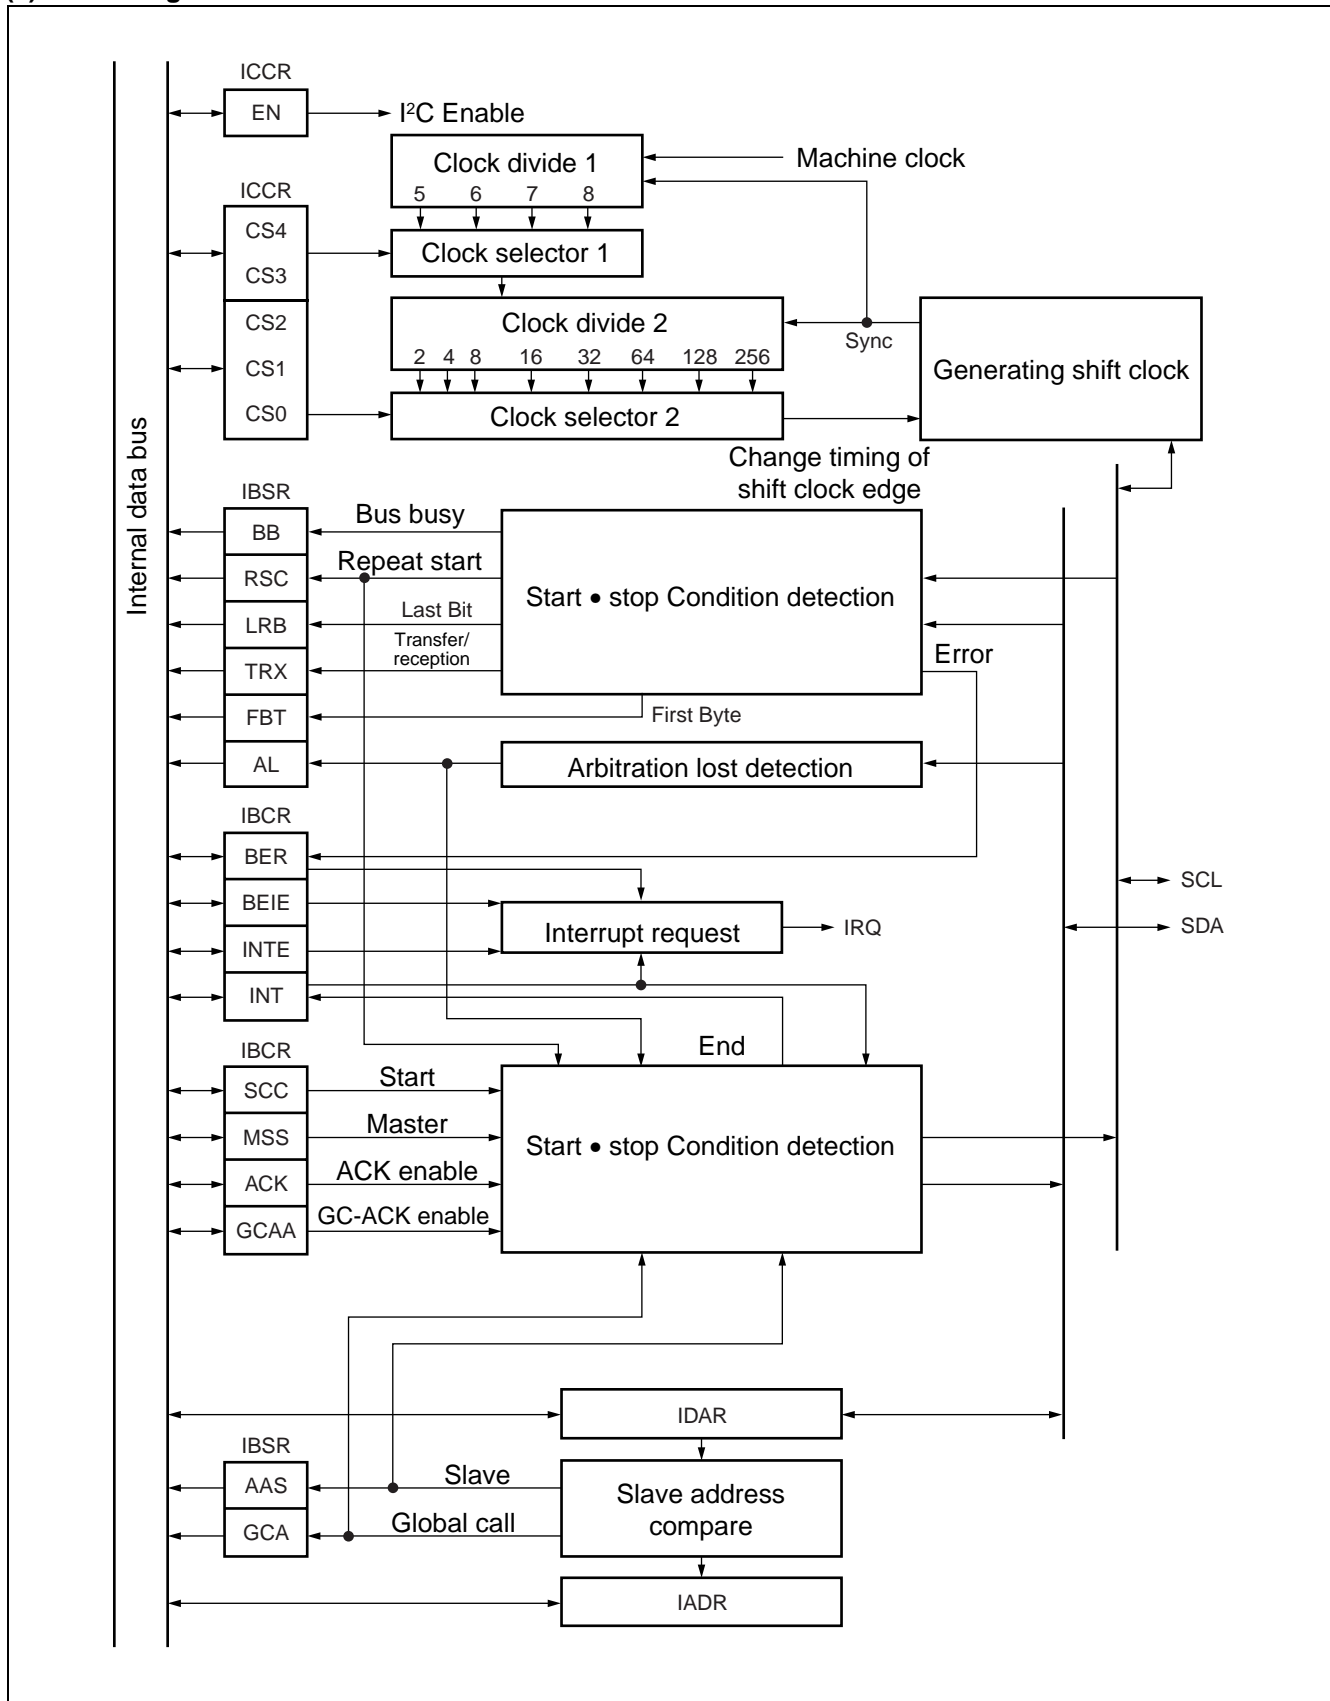 ICCR
EN
I²C Enable
Clock divide 1
Machine clock
5 6 7 8
ICCR
CS4
CS3
Clock selector 1
CS2
CS1
CS0
Clock divide 2
Sync
2 4 8 16 32 64 128 256
Clock selector 2
Generating shift clock
Change timing of
shift clock edge
Internal data bus
IBSR
BB
Bus busy
RSC
Repeat start
LRB
Last Bit
TRX
Transfer/
reception
FBT
First Byte
Start • stop Condition detection
Error
AL
Arbitration lost detection
IBCR
BER
BEIE
INTE
INT
Interrupt request
IRQ
SCL
SDA
End
IBCR
SCC
Start
MSS
Master
ACK
ACK enable
GCAA
GC-ACK enable
Start • stop Condition detection
IDAR
IBSR
AAS
Slave
GCA
Global call
Slave address
compare
IADR